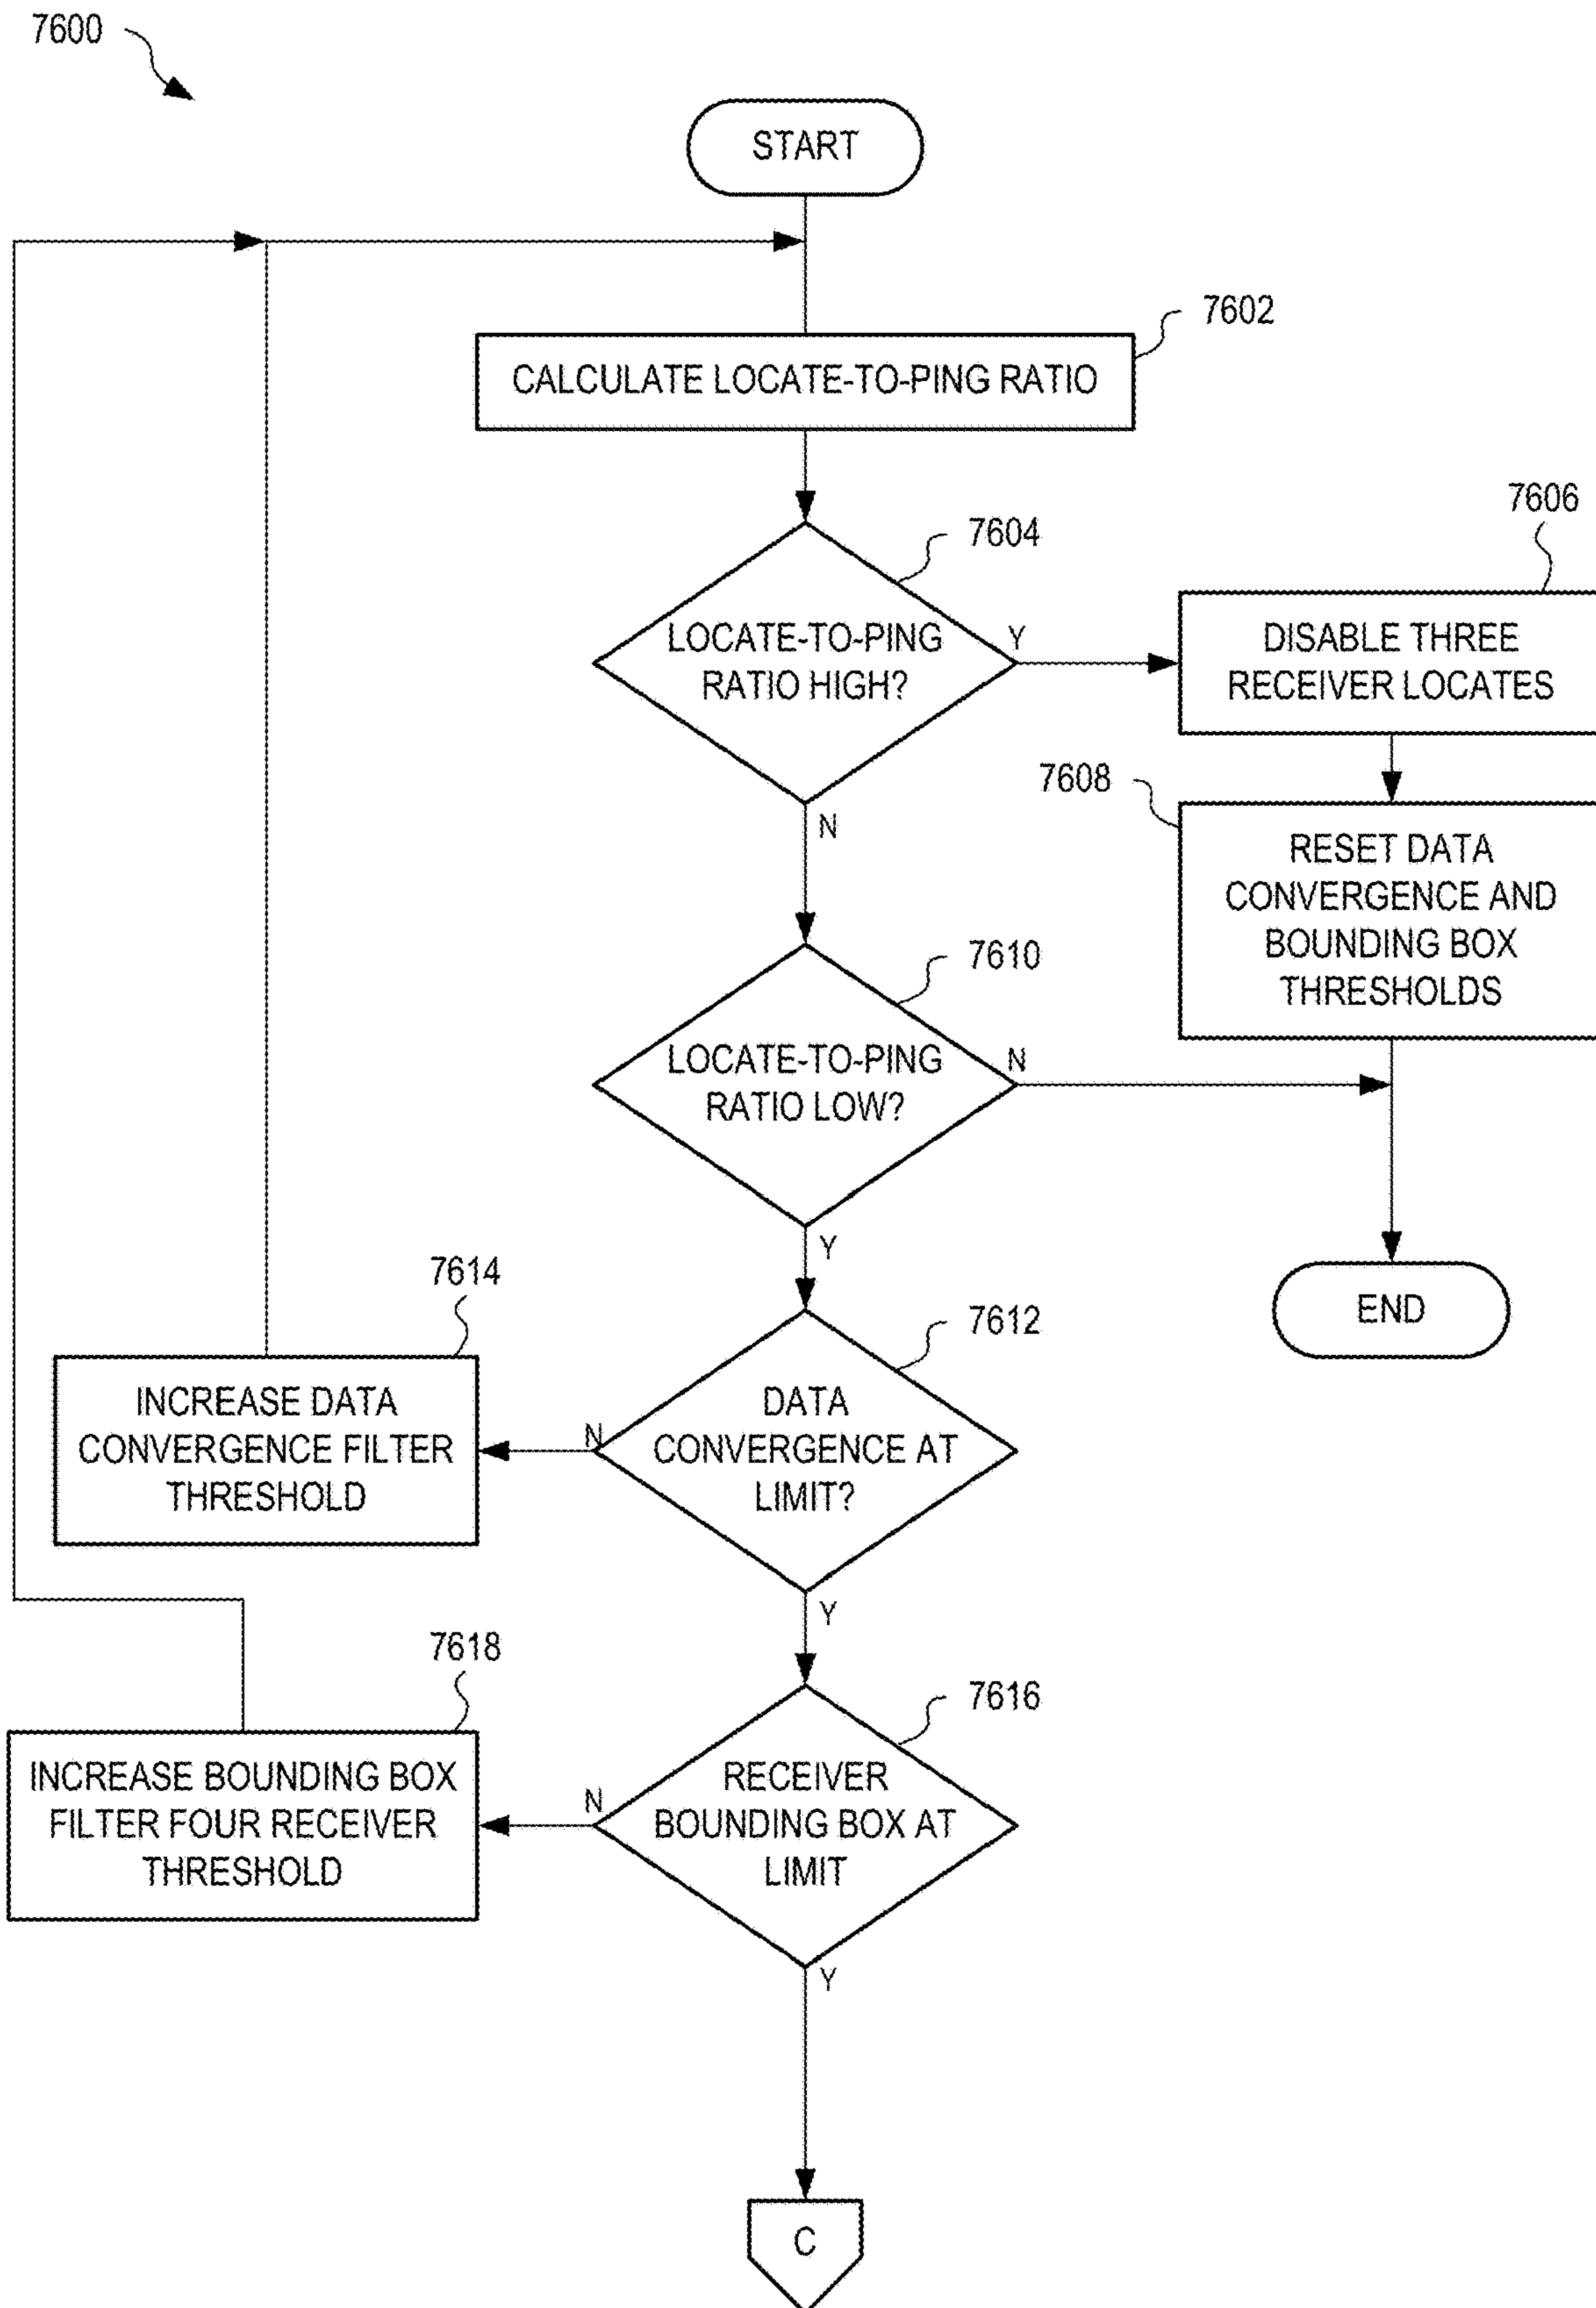 7600
START
7602
CALCULATE LOCATE-TO-PING RATIO
7604
LOCATE-TO-PING
RATIO HIGH?
Y
N
7606
DISABLE THREE
RECEIVER LOCATES
7608
RESET DATA
CONVERGENCE AND
BOUNDING BOX
THRESHOLDS
7610
LOCATE-TO-PING
RATIO LOW?
N
Y
END
7612
DATA
CONVERGENCE AT
LIMIT?
N
Y
7614
INCREASE DATA
CONVERGENCE FILTER
THRESHOLD
7616
RECEIVER
BOUNDING BOX AT
LIMIT
N
Y
7618
INCREASE BOUNDING BOX
FILTER FOUR RECEIVER
THRESHOLD
C